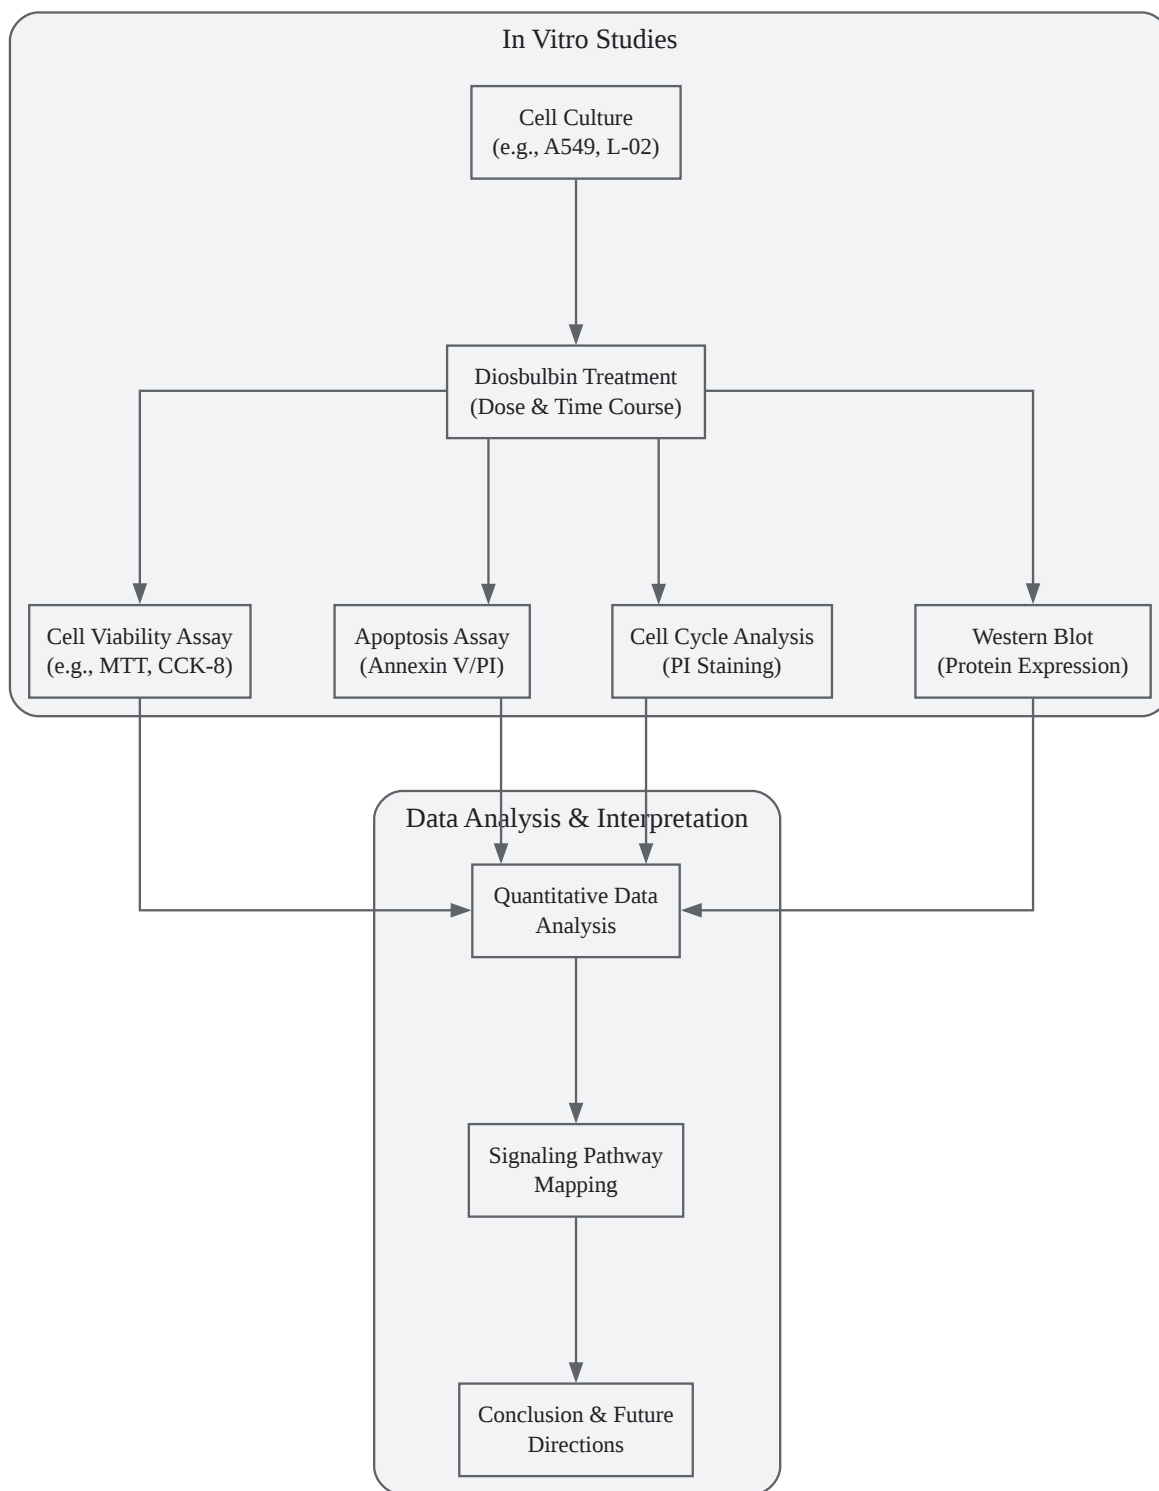 In Vitro Studies
Cell Culture
(e.g., A549, L-02)
Diosbulbin Treatment
(Dose & Time Course)
Cell Viability Assay
(e.g., MTT, CCK-8)
Apoptosis Assay
(Annexin V/PI)
Cell Cycle Analysis
(PI Staining)
Western Blot
(Protein Expression)
Data Analysis & Interpretation
Quantitative Data
Analysis
Signaling Pathway
Mapping
Conclusion & Future
Directions